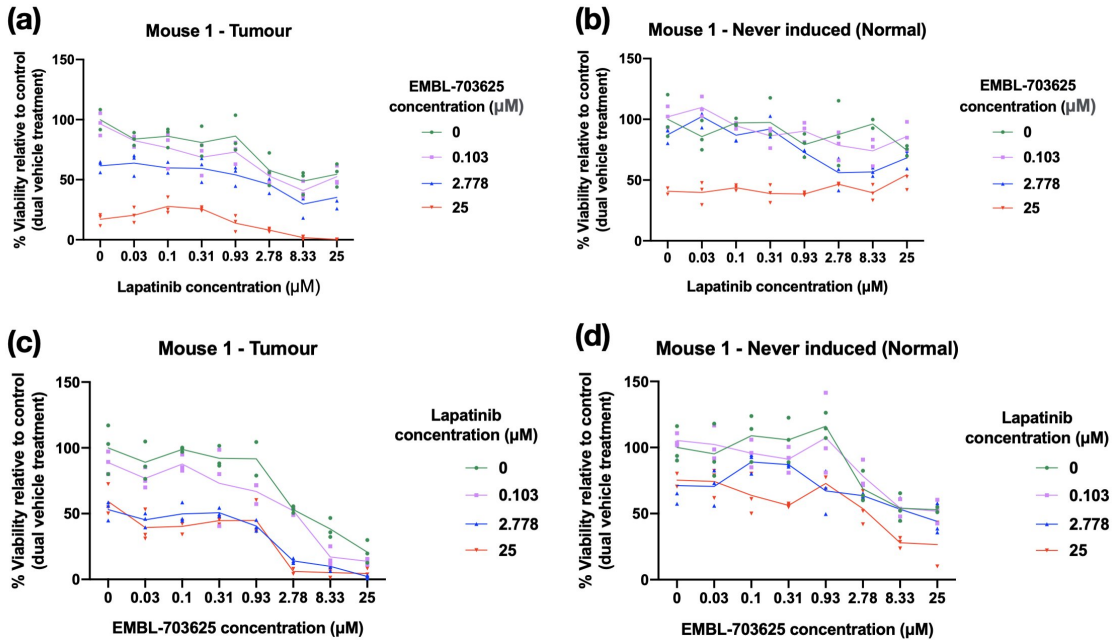 (a)
Mouse 1 - Tumour
% Viability relative to control
(dual vehicle treatment)
150
100
50
0
0 0.03 0.1 0.31 0.93 2.78 8.33 25
Lapatinib concentration (µM)
EMBL-703625
concentration (µM)
0
0.103
2.778
25
(b)
Mouse 1 - Never induced (Normal)
% Viability relative to control
(dual vehicle treatment)
150
100
50
0
0 0.03 0.1 0.31 0.93 2.78 8.33 25
Lapatinib concentration (µM)
EMBL-703625
concentration (µM)
0
0.103
2.778
25
(c)
Mouse 1 - Tumour
% Viability relative to control
(dual vehicle treatment)
150
100
50
0
0 0.03 0.1 0.31 0.93 2.78 8.33 25
EMBL-703625 concentration (µM)
Lapatinib
concentration (µM)
0
0.103
2.778
25
(d)
Mouse 1 - Never induced (Normal)
% Viability relative to control
(dual vehicle treatment)
150
100
50
0
0 0.03 0.1 0.31 0.93 2.78 8.33 25
EMBL-703625 concentration (µM)
Lapatinib
concentration (µM)
0
0.103
2.778
25